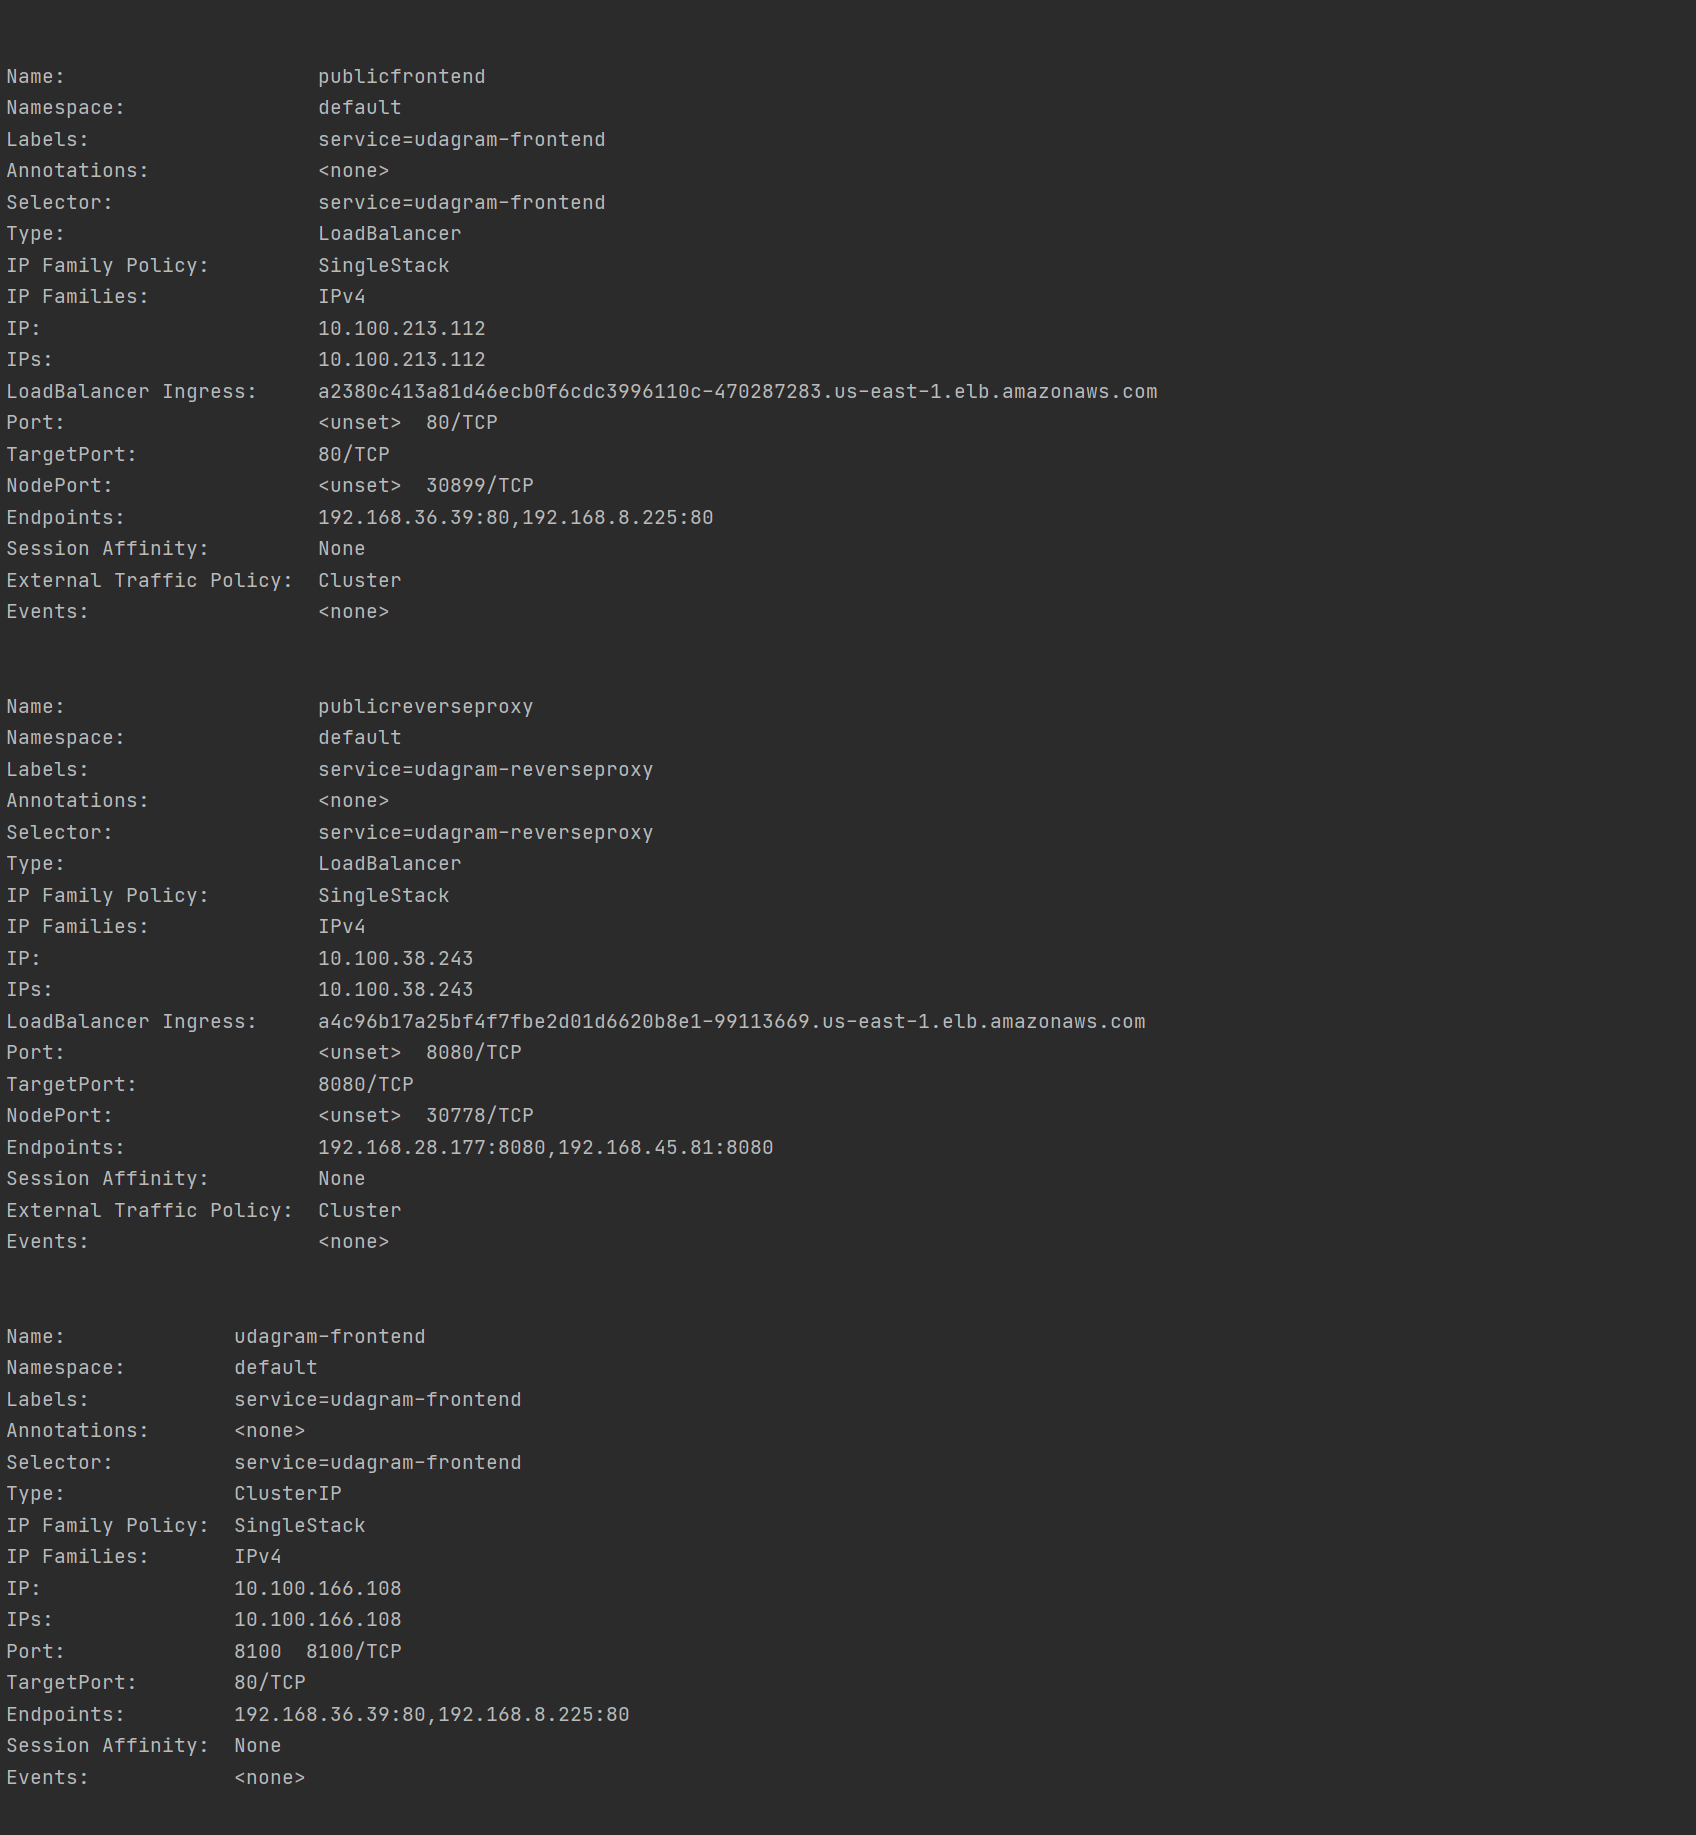 Name:                     publicfrontend
Namespace:                default
Labels:                   service=udagram-frontend
Annotations:              <none>
Selector:                 service=udagram-frontend
Type:                     LoadBalancer
IP Family Policy:         SingleStack
IP Families:              IPv4
IP:                       10.100.213.112
IPs:                      10.100.213.112
LoadBalancer Ingress:     a2380c413a81d46ecb0f6cdc3996110c-470287283.us-east-1.elb.amazonaws.com
Port:                     <unset>  80/TCP
TargetPort:               80/TCP
NodePort:                 <unset>  30899/TCP
Endpoints:                192.168.36.39:80,192.168.8.225:80
Session Affinity:         None
External Traffic Policy:  Cluster
Events:                   <none>
Name:                     publicreverseproxy
Namespace:                default
Labels:                   service=udagram-reverseproxy
Annotations:              <none>
Selector:                 service=udagram-reverseproxy
Type:                     LoadBalancer
IP Family Policy:         SingleStack
IP Families:              IPv4
IP:                       10.100.38.243
IPs:                      10.100.38.243
LoadBalancer Ingress:     a4c96b17a25bf4f7fbe2d01d6620b8e1-99113669.us-east-1.elb.amazonaws.com
Port:                     <unset>  8080/TCP
TargetPort:               8080/TCP
NodePort:                 <unset>  30778/TCP
Endpoints:                192.168.28.177:8080,192.168.45.81:8080
Session Affinity:         None
External Traffic Policy:  Cluster
Events:                   <none>
Name:              udagram-frontend
Namespace:         default
Labels:            service=udagram-frontend
Annotations:       <none>
Selector:          service=udagram-frontend
Type:              ClusterIP
IP Family Policy:  SingleStack
IP Families:       IPv4
IP:                10.100.166.108
IPs:               10.100.166.108
Port:              8100  8100/TCP
TargetPort:        80/TCP
Endpoints:         192.168.36.39:80,192.168.8.225:80
Session Affinity:  None
Events:            <none>